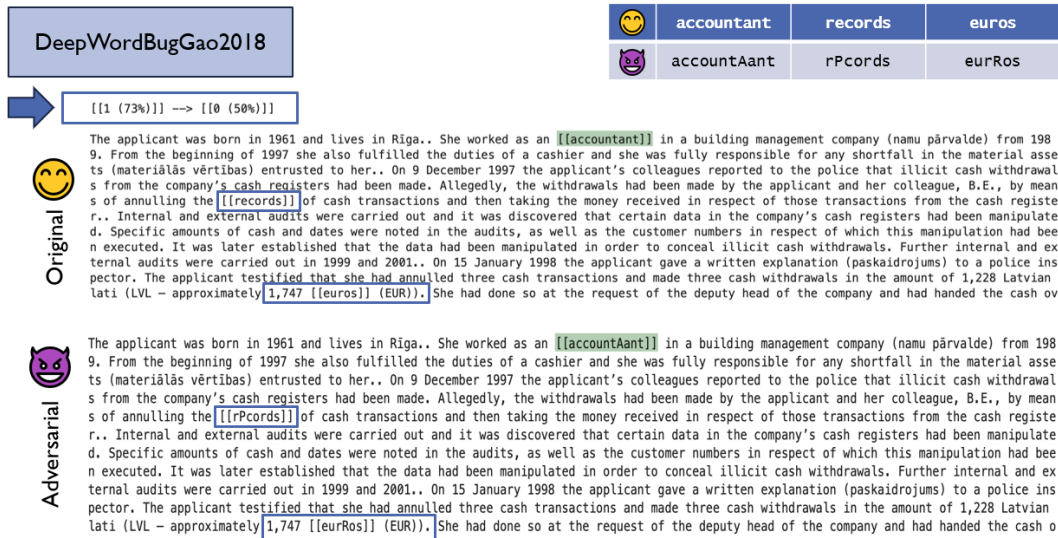 DeepWordBugGao2018
accountant records euros
accountAant rPcords eurRos
[[1 (73%)]] --> [[0 (50%)]]
Original
The applicant was born in 1961 and lives in Rīga.. She worked as an [[accountant]] in a building management company (namu pārvalde) from 198
9. From the beginning of 1997 she also fulfilled the duties of a cashier and she was fully responsible for any shortfall in the material asse
ts (materiālās vērtības) entrusted to her.. On 9 December 1997 the applicant’s colleagues reported to the police that illicit cash withdrawal
s from the company’s cash registers had been made. Allegedly, the withdrawals had been made by the applicant and her colleague, B.E., by mean
s of annulling the [[records]] of cash transactions and then taking the money received in respect of those transactions from the cash registe
r.. Internal and external audits were carried out and it was discovered that certain data in the company’s cash registers had been manipulate
d. Specific amounts of cash and dates were noted in the audits, as well as the customer numbers in respect of which this manipulation had bee
n executed. It was later established that the data had been manipulated in order to conceal illicit cash withdrawals. Further internal and ex
ternal audits were carried out in 1999 and 2001.. On 15 January 1998 the applicant gave a written explanation (paskaidrojums) to a police ins
pector. The applicant testified that she had annulled three cash transactions and made three cash withdrawals in the amount of 1,228 Latvian
lati (LVL – approximately 1,747 [[euros]] (EUR)). She had done so at the request of the deputy head of the company and had handed the cash ov
Adversarial
The applicant was born in 1961 and lives in Rīga.. She worked as an [[accountAant]] in a building management company (namu pārvalde) from 198
9. From the beginning of 1997 she also fulfilled the duties of a cashier and she was fully responsible for any shortfall in the material asse
ts (materiālās vērtības) entrusted to her.. On 9 December 1997 the applicant’s colleagues reported to the police that illicit cash withdrawal
s from the company’s cash registers had been made. Allegedly, the withdrawals had been made by the applicant and her colleague, B.E., by mean
s of annulling the [[rPcords]] of cash transactions and then taking the money received in respect of those transactions from the cash registe
r.. Internal and external audits were carried out and it was discovered that certain data in the company’s cash registers had been manipulate
d. Specific amounts of cash and dates were noted in the audits, as well as the customer numbers in respect of which this manipulation had bee
n executed. It was later established that the data had been manipulated in order to conceal illicit cash withdrawals. Further internal and ex
ternal audits were carried out in 1999 and 2001.. On 15 January 1998 the applicant gave a written explanation (paskaidrojums) to a police ins
pector. The applicant testified that she had annulled three cash transactions and made three cash withdrawals in the amount of 1,228 Latvian
lati (LVL – approximately 1,747 [[eurRos]] (EUR)). She had done so at the request of the deputy head of the company and had handed the cash o